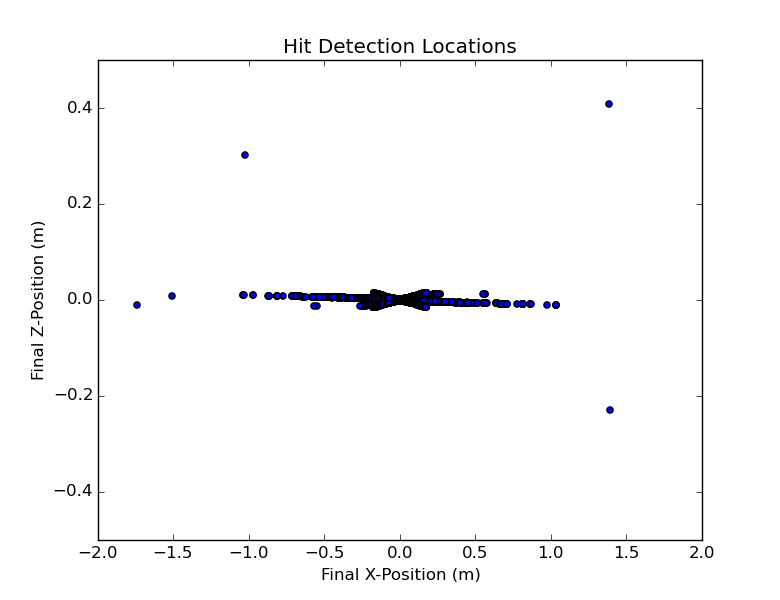 Hit Detection Locations
0.4
0.2
0.0
−0.2
−0.4
Final Z-Position (m)
−2.0 −1.5 −1.0 −0.5 0.0 0.5 1.0 1.5 2.0
Final X-Position (m)